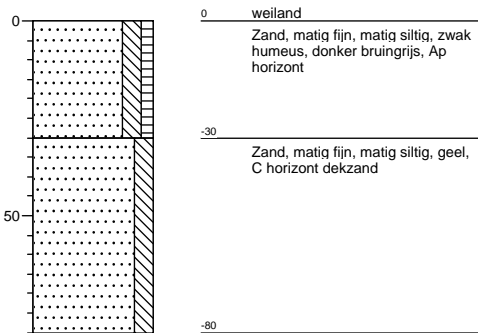 0
0 weiland
Zand, matig fijn, matig siltig, zwak
humeus, donker bruingrijs, Ap
horizont
-30
Zand, matig fijn, matig siltig, geel,
C horizont dekzand
50
-80